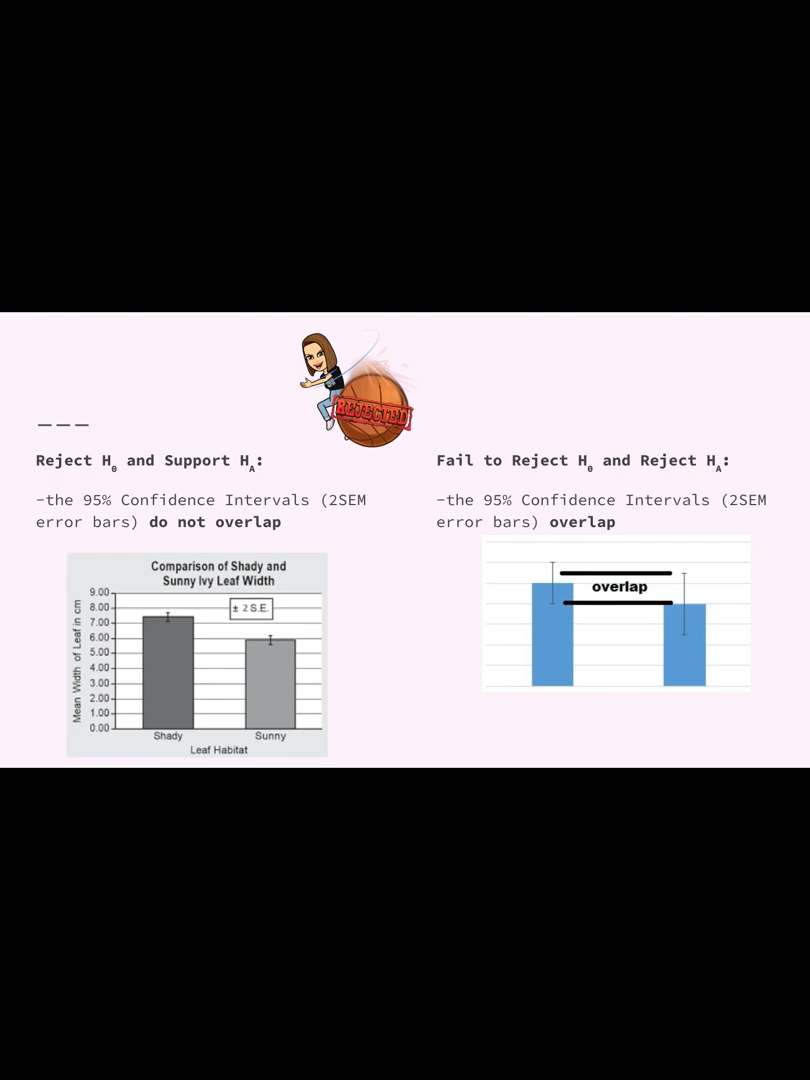 REJECTED
———
Reject H0 and Support HA:
-the 95% Confidence Intervals (2SEM
error bars) do not overlap
Comparison of Shady and
Sunny Ivy Leaf Width
± 2 S.E.
Mean Width of Leaf in cm
9.00
8.00
7.00
6.00
5.00
4.00
3.00
2.00
1.00
0.00
Shady Sunny
Leaf Habitat
Fail to Reject H0 and Reject HA:
-the 95% Confidence Intervals (2SEM
error bars) overlap
overlap